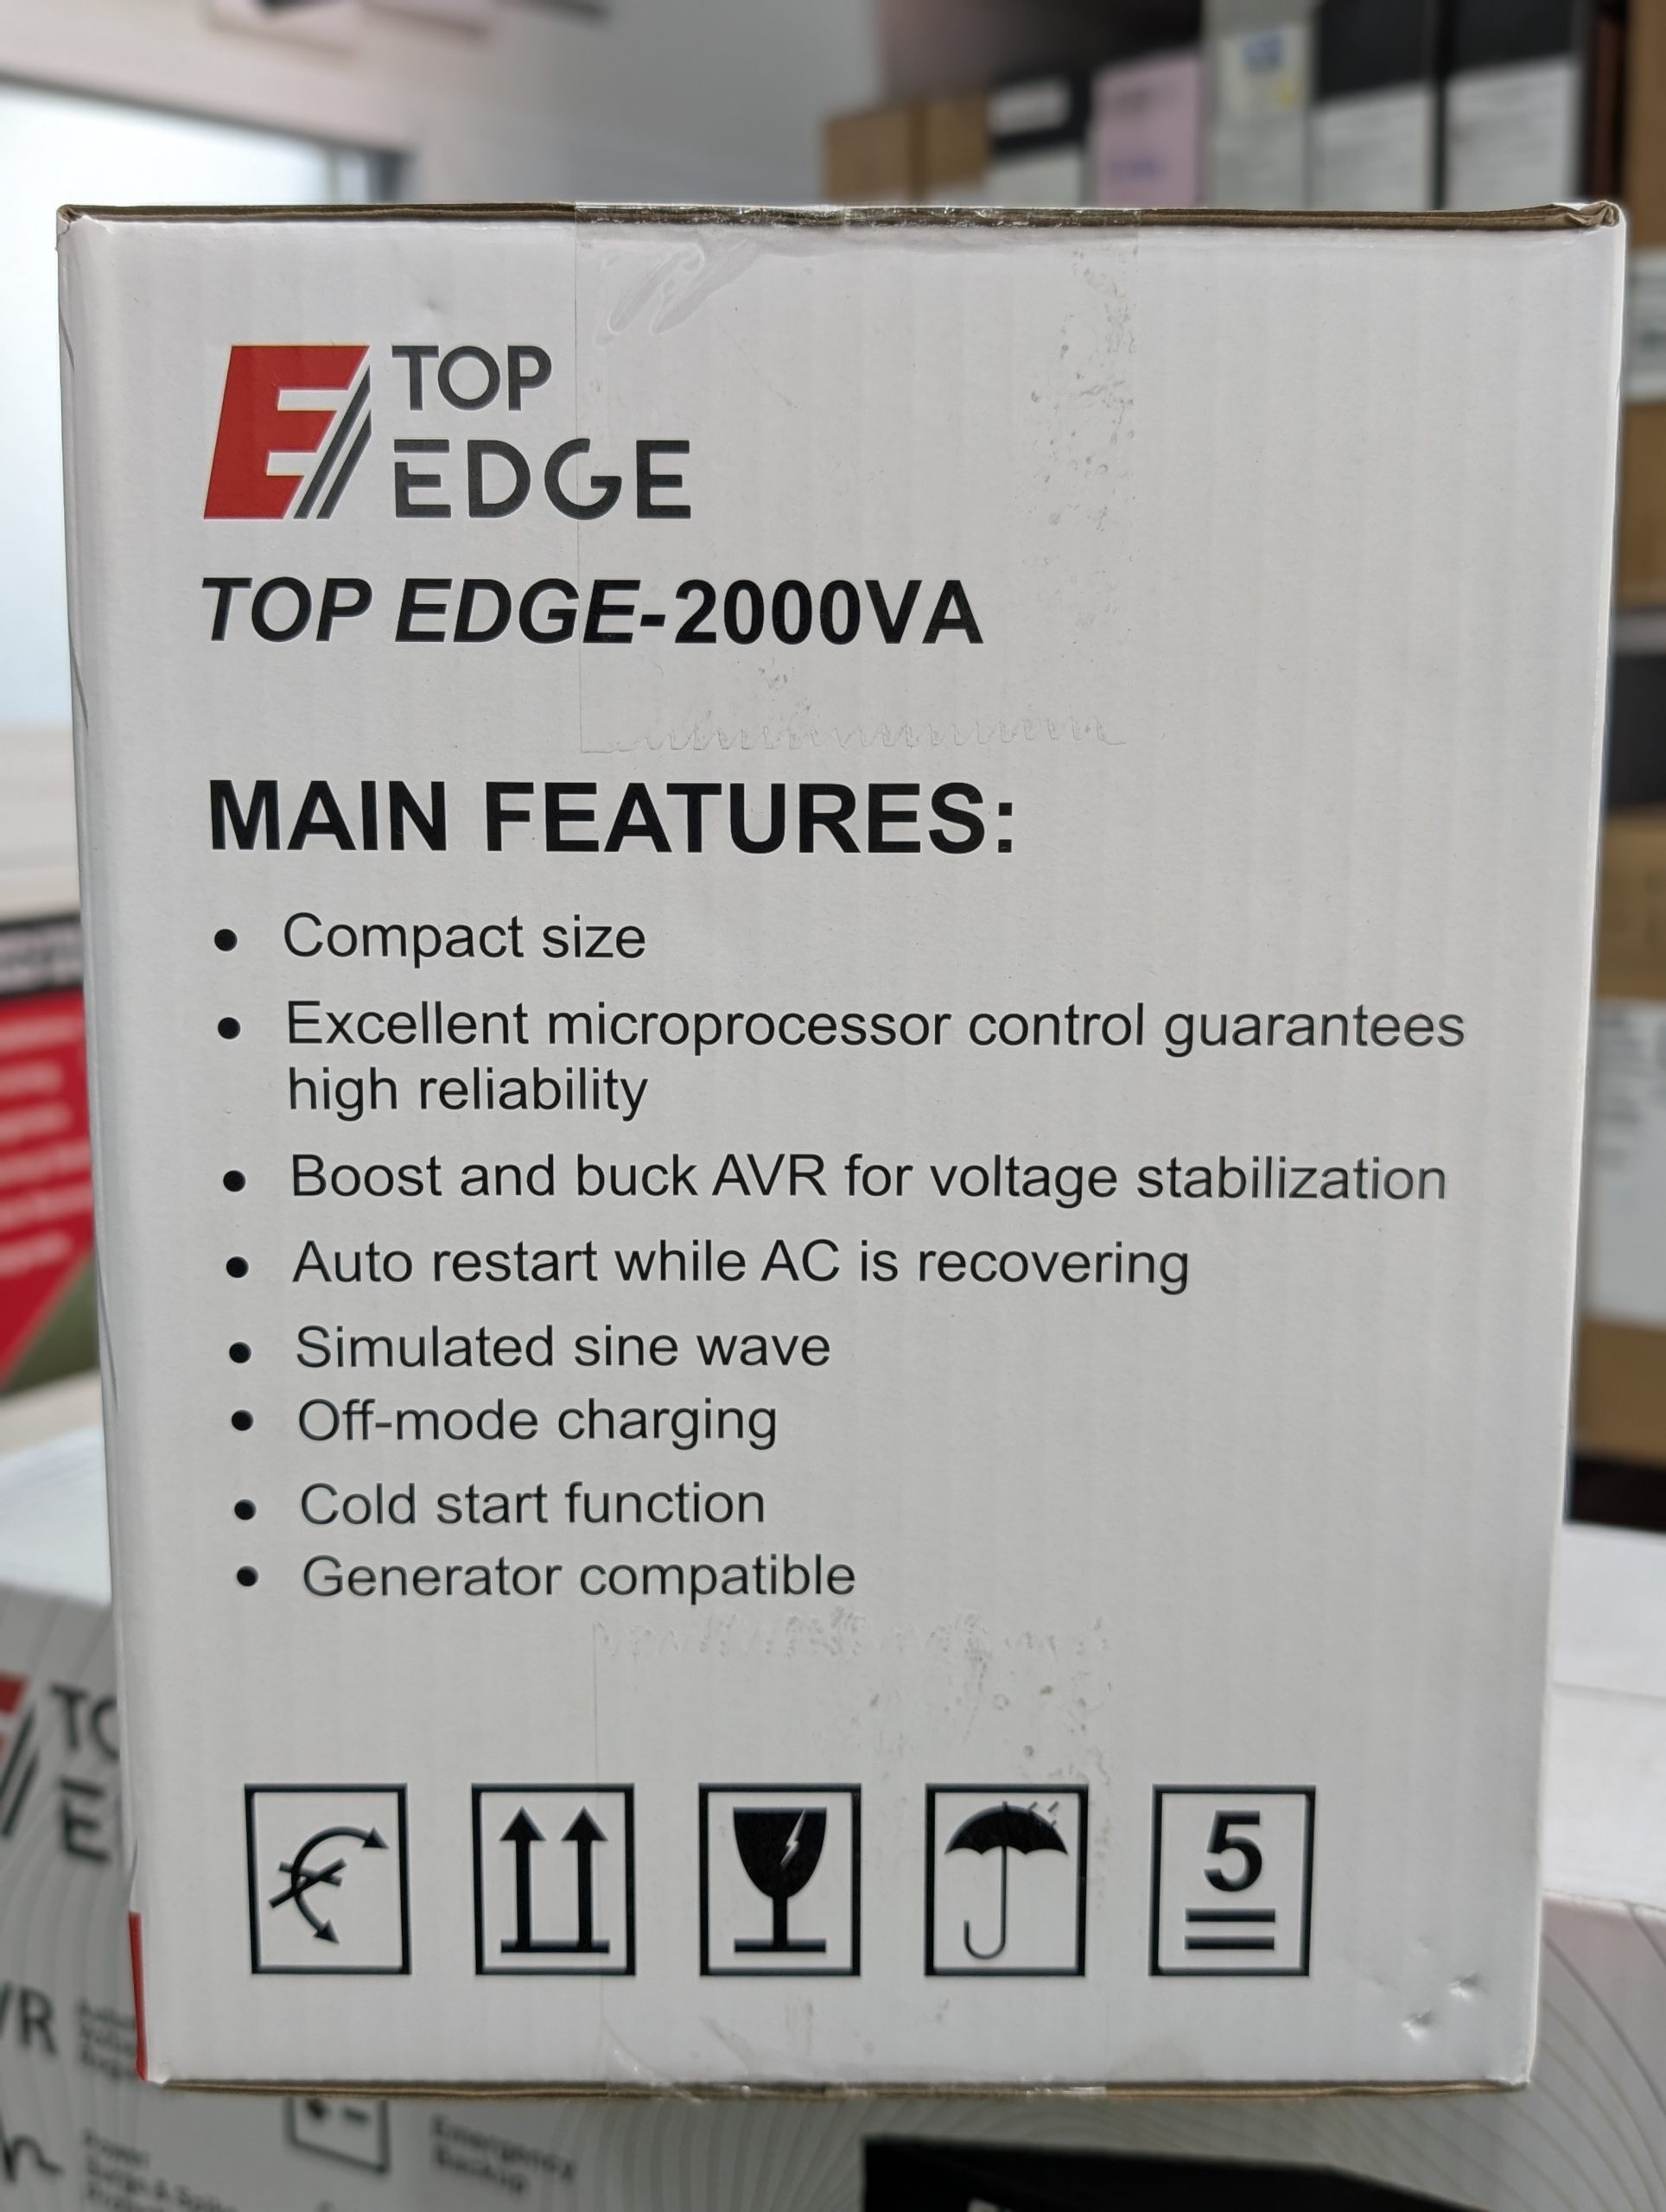 TOP
EDGE
TOP EDGE-2000VA
MAIN FEATURES:
• Compact size
• Excellent microprocessor control guarantees
high reliability
• Boost and buck AVR for voltage stabilization
• Auto restart while AC is recovering
• Simulated sine wave
• Off-mode charging
• Cold start function
• Generator compatible
5
Emergency
Backup